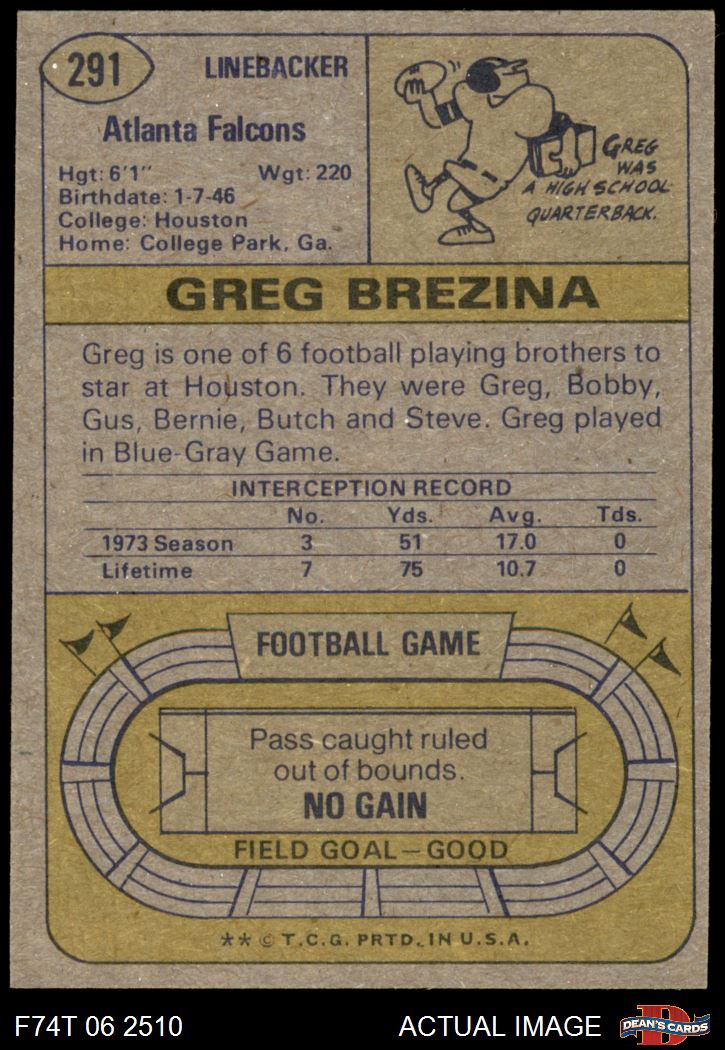 291
LINEBACKER
Atlanta Falcons
Hgt: 6'1" Wgt: 220
Birthdate: 1-7-46
College: Houston
Home: College Park, Ga.
GREG
WAS
A HIGH SCHOOL
QUARTERBACK.
GREG BREZINA
Greg is one of 6 football playing brothers to
star at Houston. They were Greg, Bobby,
Gus, Bernie, Butch and Steve. Greg played
in Blue-Gray Game.
INTERCEPTION RECORD
No. Yds. Avg. Tds.
1973 Season 3 51 17.0 0
Lifetime 7 75 10.7 0
FOOTBALL GAME
Pass caught ruled
out of bounds.
NO GAIN
FIELD GOAL—GOOD
** © T.C.G. PRTD. IN U.S.A.
F74T 06 2510 ACTUAL IMAGE
D
DEAN'S CARDS